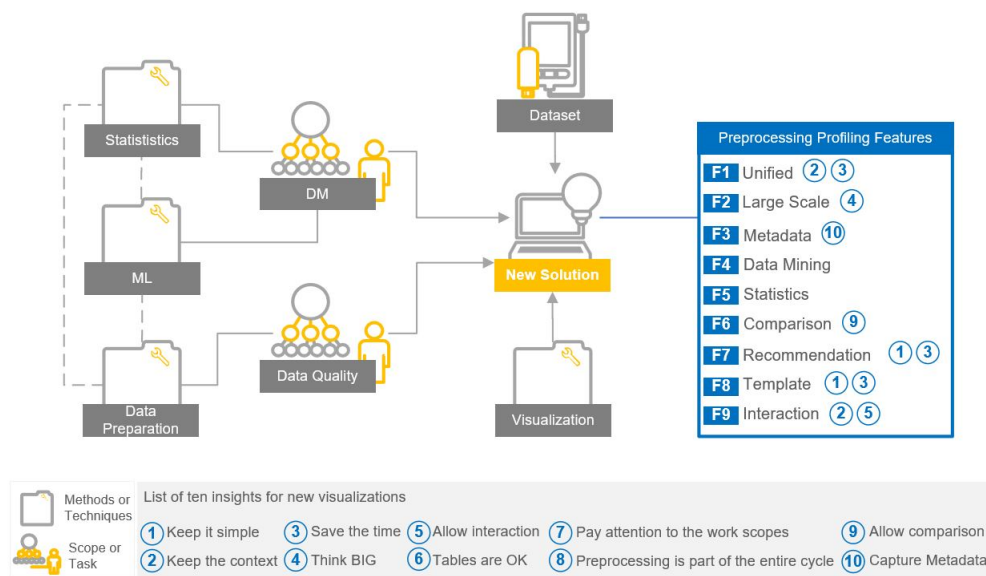 Statististics
ML
Data
Preparation
DM
Data Quality
Dataset
New Solution
Visualization
Preprocessing Profiling Features
F1 Unified 2 3
F2 Large Scale 4
F3 Metadata 10
F4 Data Mining
F5 Statistics
F6 Comparison 9
F7 Recommendation 1 3
F8 Template 1 3
F9 Interaction 2 5
Methods or
Techniques
Scope or
Task
List of ten insights for new visualizations
1 Keep it simple 3 Save the time 5 Allow interaction 7 Pay attention to the work scopes 9 Allow comparison
2 Keep the context 4 Think BIG 6 Tables are OK 8 Preprocessing is part of the entire cycle 10 Capture Metadata